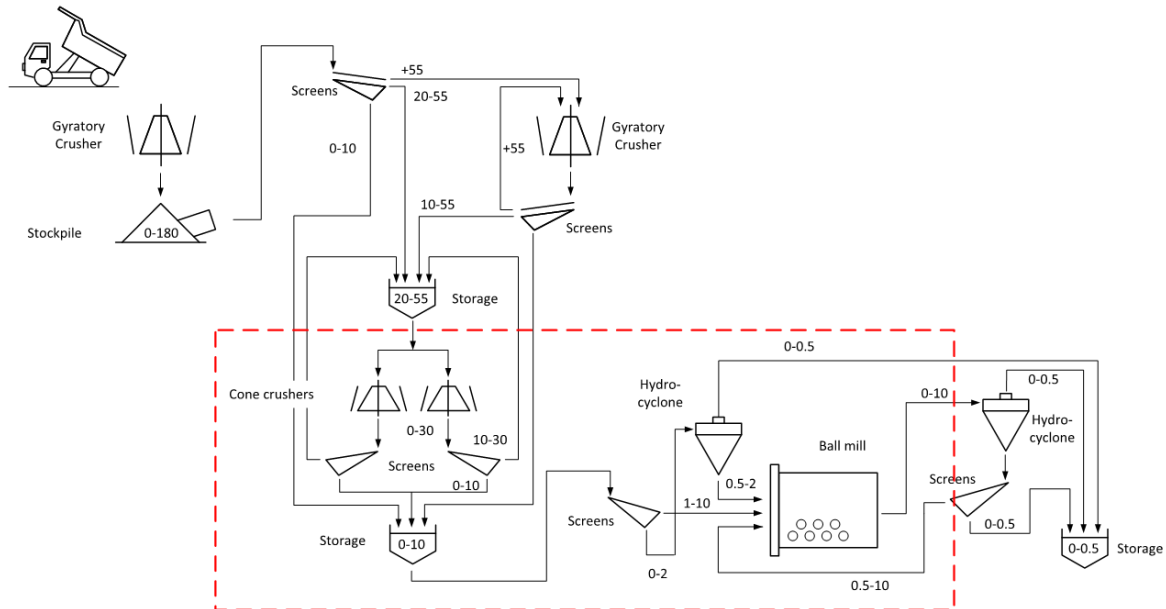 +55
Screens
20-55
Gyratory
Crusher
Gyratory
Crusher
0-10
+55
10-55
Screens
Stockpile
0-180
20-55
Storage
0-0.5
0-0.5
Cone crushers
Hydro-
cyclone
0-10
Hydro-
cyclone
0-30
10-30
Ball mill
Screens
0-10
0.5-2
Screens
1-10
Screens
0-0.5
Storage
0-10
0-0.5
Storage
0-2
0.5-10